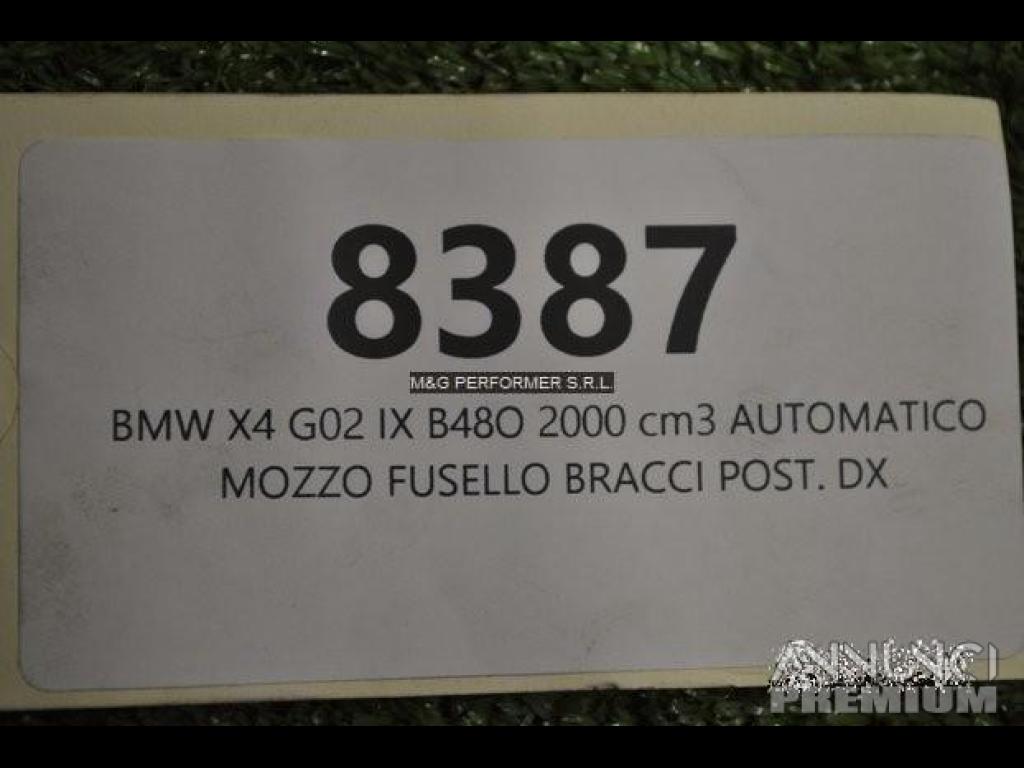 8387
M&G PERFORMER S.R.L.
BMW X4 G02 IX B48O 2000 cm3 AUTOMATICO
MOZZO FUSELLO BRACCI POST. DX
ANNUNCI
PREMIUM